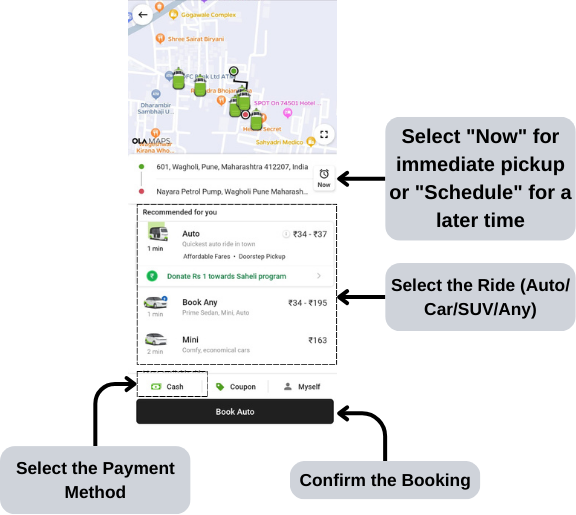 Gogawale Complex
Shree Sanai Biryani
FC Bank Ltd ATM
Dharambir
Sambhaji U...
SPOT On 74501 Hotel ...
Secret
Sahyadri Medico
OLA MAPS
Kirana Who...
601, Wagholi, Pune, Maharashtra 412207, India
Nayara Petrol Pump, Wagholi Pune Maharash...
Now
Select "Now" for
immediate pickup
or "Schedule" for a
later time
Recommended for you
Auto
₹34 - ₹37
Quickest auto ride in town
1 min
Affordable Fares • Doorstep Pickup
Donate Rs 1 towards Saheli program
Book Any
₹34 - ₹195
1 min
Prime Sedan, Mini, Auto
Mini
₹163
2 min
Comfy, economical cars
Select the Ride (Auto/
Car/SUV/Any)
Cash
Coupon
Myself
Book Auto
Select the Payment
Method
Confirm the Booking